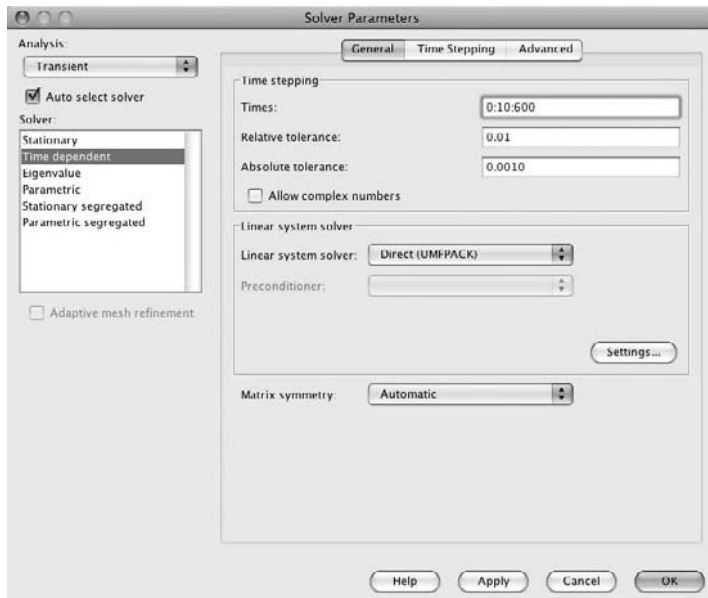 Solver Parameters
Analysis:
Transient
Auto select solver
Solver:
Stationary
Time dependent
Eigenvalue
Parametric
Stationary segregated
Parametric segregated
Adaptive mesh refinement
General Time Stepping Advanced
Time stepping
Times: 0:10:600
Relative tolerance: 0.01
Absolute tolerance: 0.0010
Allow complex numbers
Linear system solver
Linear system solver: Direct (UMFPACK)
Preconditioner:
Settings...
Matrix symmetry: Automatic
Help Apply Cancel OK